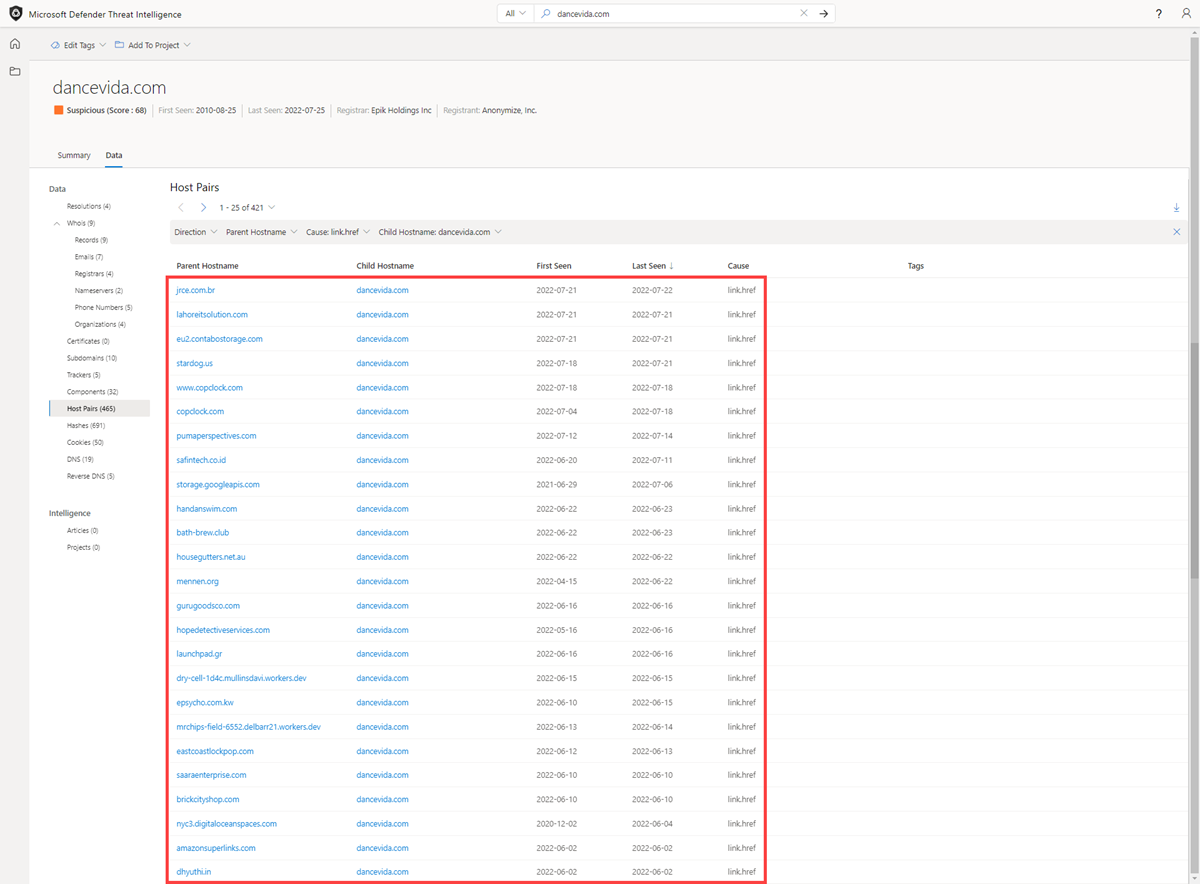 Microsoft Defender Threat Intelligence All dancevida.com ?
Edit Tags Add To Project
dancevida.com
Suspicious (Score : 68) First Seen: 2010-08-25 Last Seen: 2022-07-25 Registrar: Epik Holdings Inc Registrant: Anonymize, Inc.
Summary Data
Data
Resolutions (4)
Whois (9)
Records (9)
Emails (7)
Registrars (4)
Nameservers (2)
Phone Numbers (5)
Organizations (4)
Certificates (0)
Subdomains (10)
Trackers (5)
Components (32)
Host Pairs (465)
Hashes (691)
Cookies (50)
DNS (19)
Reverse DNS (5)
Intelligence
Articles (0)
Projects (0)
Host Pairs
1 - 25 of 421
Direction Parent Hostname Cause: link.href Child Hostname: dancevida.com
Parent Hostname Child Hostname First Seen Last Seen ↓ Cause Tags
jrce.com.br dancevida.com 2022-07-21 2022-07-22 link.href
lahoreitsolution.com dancevida.com 2022-07-21 2022-07-21 link.href
eu2.contabostorage.com dancevida.com 2022-07-21 2022-07-21 link.href
stardog.us dancevida.com 2022-07-18 2022-07-21 link.href
www.copclock.com dancevida.com 2022-07-18 2022-07-18 link.href
copclock.com dancevida.com 2022-07-04 2022-07-18 link.href
pumaperspectives.com dancevida.com 2022-07-12 2022-07-14 link.href
safintech.co.id dancevida.com 2022-06-20 2022-07-11 link.href
storage.googleapis.com dancevida.com 2021-06-29 2022-07-06 link.href
handanswim.com dancevida.com 2022-06-22 2022-06-23 link.href
bath-brew.club dancevida.com 2022-06-22 2022-06-23 link.href
housegutters.net.au dancevida.com 2022-06-22 2022-06-22 link.href
mennen.org dancevida.com 2022-04-15 2022-06-22 link.href
gurugoodsco.com dancevida.com 2022-06-16 2022-06-16 link.href
hopedetectiveservices.com dancevida.com 2022-05-16 2022-06-16 link.href
launchpad.gr dancevida.com 2022-06-16 2022-06-16 link.href
dry-cell-1d4c.mullinsdavi.workers.dev dancevida.com 2022-06-15 2022-06-15 link.href
epsycho.com.kw dancevida.com 2022-06-10 2022-06-15 link.href
mrchips-field-6552.delbarr21.workers.dev dancevida.com 2022-06-13 2022-06-14 link.href
eastcoastlockpop.com dancevida.com 2022-06-12 2022-06-13 link.href
saaraenterprise.com dancevida.com 2022-06-10 2022-06-10 link.href
brickcityshop.com dancevida.com 2022-06-10 2022-06-10 link.href
nyc3.digitaloceanspaces.com dancevida.com 2020-12-02 2022-06-04 link.href
amazonsuperlinks.com dancevida.com 2022-06-02 2022-06-02 link.href
dhyuthi.in dancevida.com 2022-06-02 2022-06-02 link.href